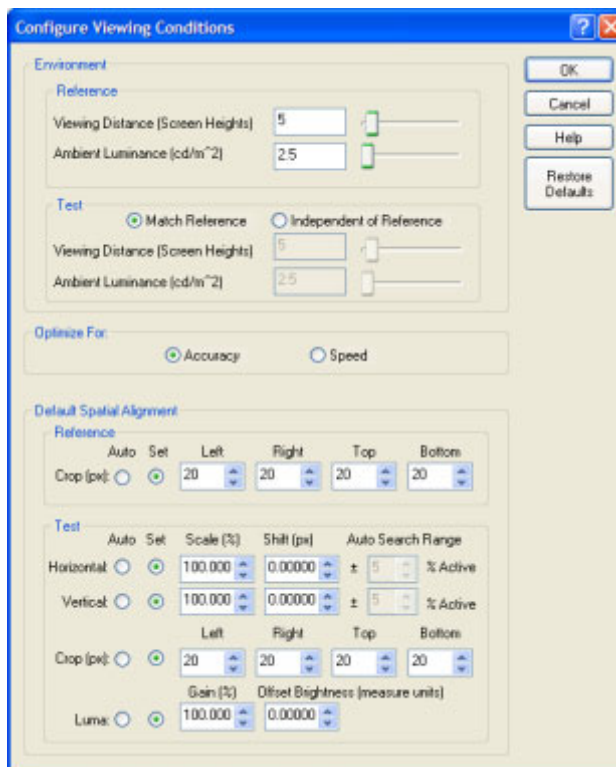 Configure Viewing Conditions
Environment
OK
Reference
Cancel
Viewing Distance (Screen Heights) 5
Help
Ambient Luminance (cd/m^2) 2.5
Restore
Defaults
Test
Match Reference Independent of Reference
Viewing Distance (Screen Heights) 5
Ambient Luminance (cd/m^2) 2.5
Optimize For:
Accuracy Speed
Default Spatial Alignment
Reference
Auto Set Left Right Top Bottom
Crop (px): 20 20 20 20
Test
Auto Set Scale (%) Shift (px) Auto Search Range
Horizontal: 100.000 0.00000 ± 5 % Active
Vertical: 100.000 0.00000 ± 5 % Active
Left Right Top Bottom
Crop (px): 20 20 20 20
Gain (%) Offset Brightness (measure units)
Luma: 100.000 0.00000